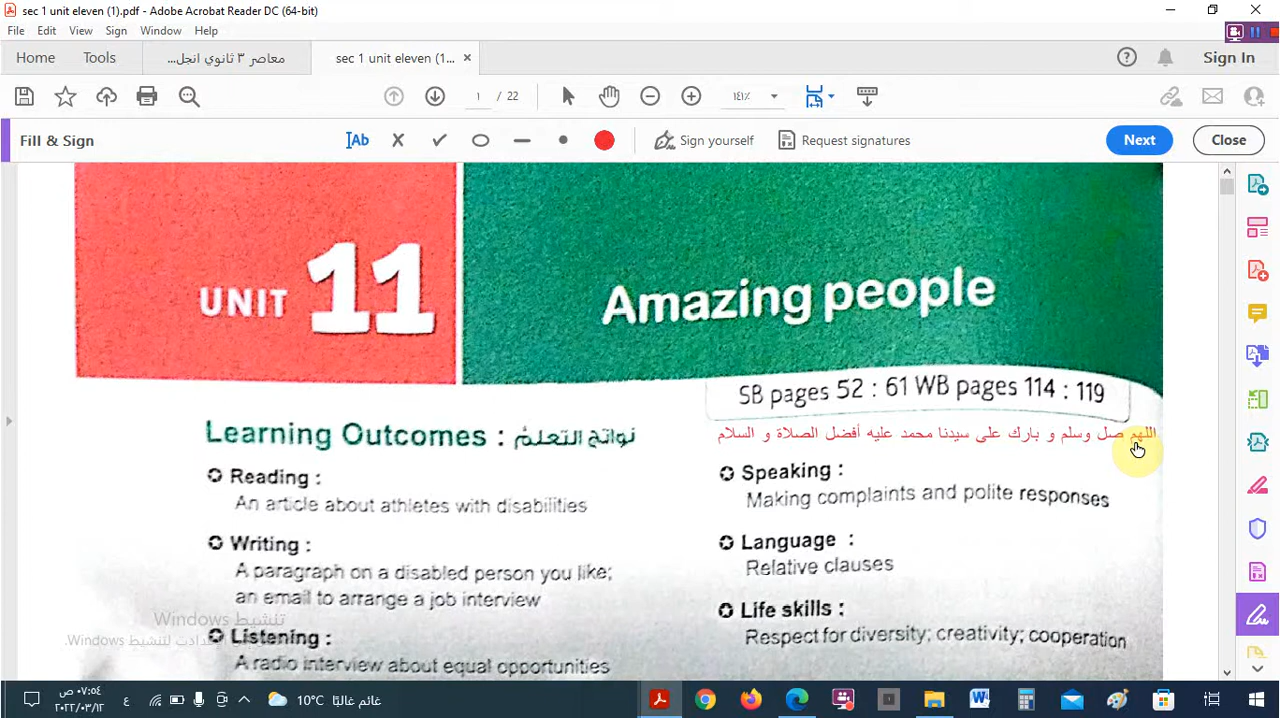 sec 1 unit eleven (1).pdf - Adobe Acrobat Reader DC (64-bit)
File Edit View Sign Window Help
Home Tools معاصر ٣ ثانوي انجل... sec 1 unit eleven (1... Sign In
١ / 22 ١٤١٪
Fill & Sign Ab Sign yourself Request signatures Next Close
UNIT 11
Amazing people
SB pages 52 : 61 WB pages 114 : 119
Learning Outcomes : نواتج التعلم
اللهم صل وسلم و بارك على سيدنا محمد عليه أفضل الصلاة و السلام
Reading :
An article about athletes with disabilities
Writing :
A paragraph on a disabled person you like;
an email to arrange a job interview
Listening :
A radio interview about equal opportunities
Speaking :
Making complaints and polite responses
Language :
Relative clauses
Life skills :
Respect for diversity; creativity; cooperation
تنشيط Windows
لتنشيط Windows.
٠٧:٥٤ ص
٢٠٢٢/٠٣/١٢
ع
10°C غائم غالبًا